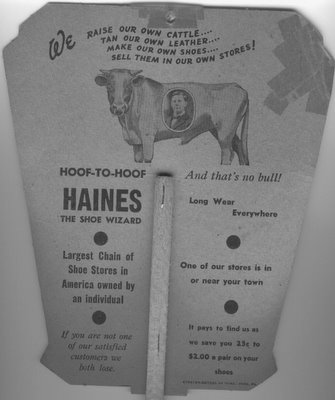 We RAISE OUR OWN CATTLE....
TAN OUR OWN LEATHER....
MAKE OUR OWN SHOES....
SELL THEM IN OUR OWN STORES!
HOOF-TO-HOOF
HAINES
THE SHOE WIZARD
Largest Chain of
Shoe Stores in
America owned by
an individual
If you are not one
of our satisfied
customers we
both lose.
And that's no bull!
Long Wear
Everywhere
One of our stores is in
or near your town
It pays to find us as
we save you 25c to
$2.00 a pair on your
shoes